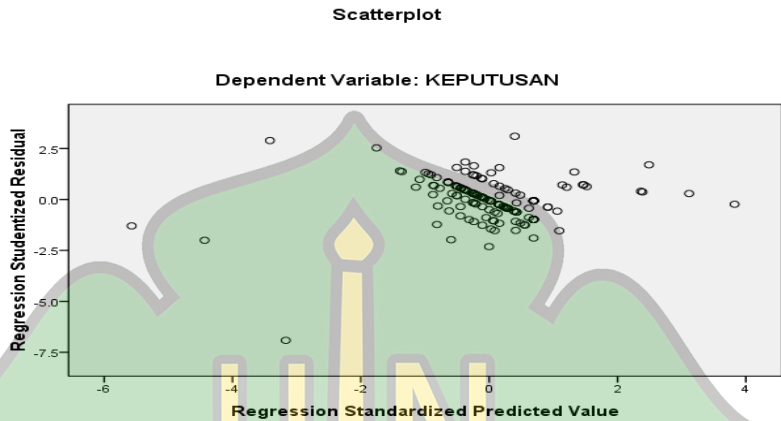 Scatterplot
Dependent Variable: KEPUTUSAN
Regression Studentized Residual
2.5
0.0
-2.5
-5.0
-7.5
-6 -4 -2 0 2 4
Regression Standardized Predicted Value
UIN